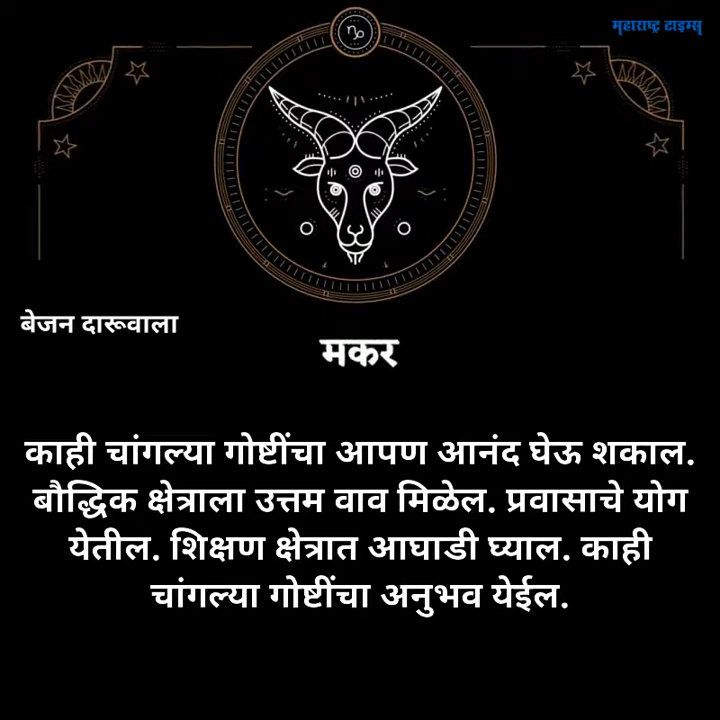 महाराष्ट्र टाइम्स
बेजन दारूवाला
मकर
काही चांगल्या गोष्टींचा आपण आनंद घेऊ शकाल.
बौद्धिक क्षेत्राला उत्तम वाव मिळेल. प्रवासाचे योग
येतील. शिक्षण क्षेत्रात आघाडी घ्याल. काही
चांगल्या गोष्टींचा अनुभव येईल.